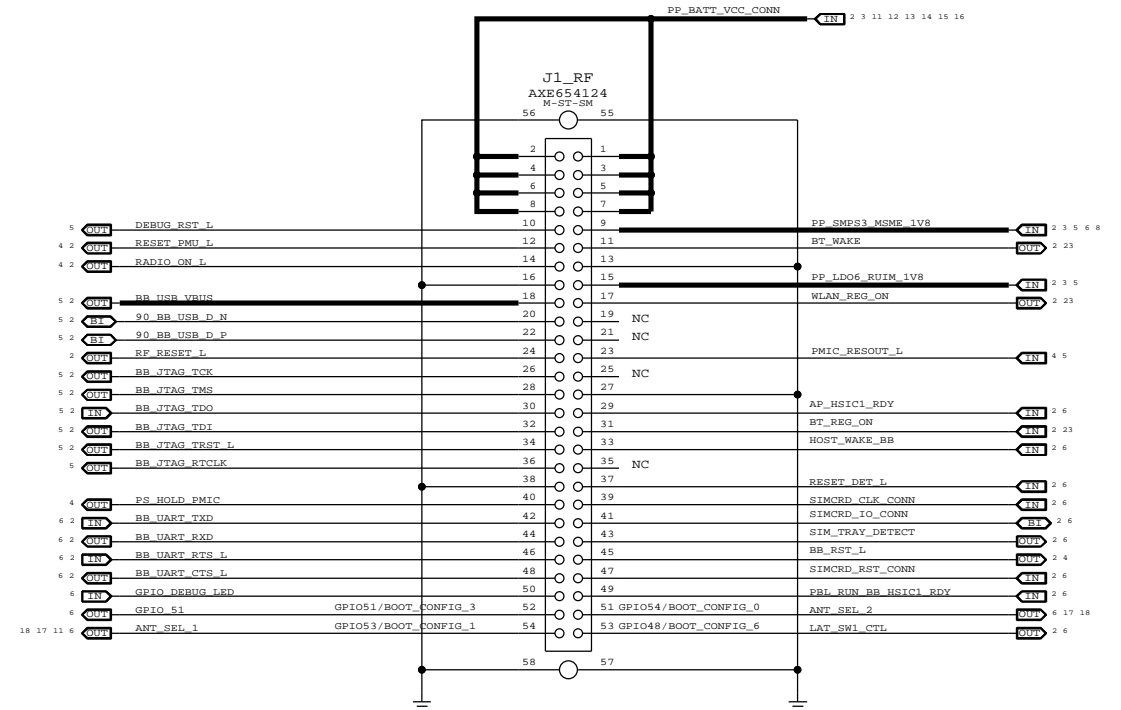 PP_BATT_VCC_CONN
IN 2 3 11 12 13 14 15 16
J1_RF
AXE654124
M-ST-SM
56 55
2 1
4 3
6 5
8 7
5 OUT DEBUG_RST_L 10 9 PP_SMPS3_MSME_1V8 IN 2 3 5 6 8
4 2 OUT RESET_PMU_L 12 11 BT_WAKE OUT 2 23
4 2 OUT RADIO_ON_L 14 13
16 15 PP_LDO6_RUIM_1V8 IN 2 3 5
5 2 OUT BB_USB_VBUS 18 17 WLAN_REG_ON OUT 2 23
5 2 BI 90_BB_USB_D_N 20 19 NC
5 2 BI 90_BB_USB_D_P 22 21 NC
2 OUT RF_RESET_L 24 23 PMIC_RESOUT_L IN 4 5
5 2 OUT BB_JTAG_TCK 26 25 NC
5 2 OUT BB_JTAG_TMS 28 27
5 2 IN BB_JTAG_TDO 30 29 AP_HSIC1_RDY IN 2 6
5 2 OUT BB_JTAG_TDI 32 31 BT_REG_ON IN 2 23
5 2 OUT BB_JTAG_TRST_L 34 33 HOST_WAKE_BB IN 2 6
5 OUT BB_JTAG_RTCLK 36 35 NC
38 37 RESET_DET_L IN 2 6
4 OUT PS_HOLD_PMIC 40 39 SIMCRD_CLK_CONN IN 2 6
6 2 IN BB_UART_TXD 42 41 SIMCRD_IO_CONN BI 2 6
6 2 OUT BB_UART_RXD 44 43 SIM_TRAY_DETECT OUT 2 6
6 2 IN BB_UART_RTS_L 46 45 BB_RST_L OUT 2 4
6 2 OUT BB_UART_CTS_L 48 47 SIMCRD_RST_CONN IN 2 6
6 IN GPIO_DEBUG_LED 50 49 PBL_RUN_BB_HSIC1_RDY IN 2 6
6 OUT GPIO_51 GPIO51/BOOT_CONFIG_3 52 51 GPIO54/BOOT_CONFIG_0 ANT_SEL_2 OUT 6 17 18
18 17 11 6 OUT ANT_SEL_1 GPIO53/BOOT_CONFIG_1 54 53 GPIO48/BOOT_CONFIG_6 LAT_SW1_CTL OUT 2 6
58 57